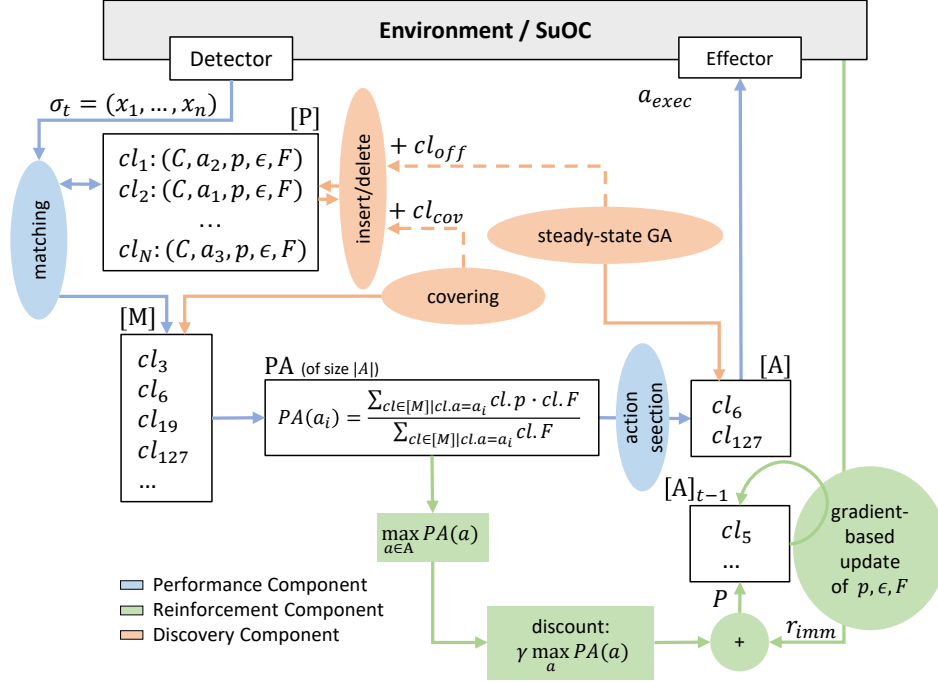 Environment / SuOC
Detector
Effector
σ_t = (x_1, …, x_n)
a_exec
[P]
cl_1: (C, a_2, p, ϵ, F)
cl_2: (C, a_1, p, ϵ, F)
…
cl_N: (C, a_3, p, ϵ, F)
matching
insert/delete
+ cl_off
+ cl_cov
steady-state GA
covering
[M]
cl_3
cl_6
cl_19
cl_127
…
PA (of size |A|)
PA(a_i) = \frac{∑_{cl∈[M]|cl.a=a_i} cl.p · cl.F}{∑_{cl∈[M]|cl.a=a_i} cl.F}
action
seection
[A]
cl_6
cl_127
[A]_{t−1}
cl_5
…
gradient-
based
update
of p, ϵ, F
max_{a∈A} PA(a)
P
r_imm
discount:
γ max_a PA(a)
+
Performance Component
Reinforcement Component
Discovery Component